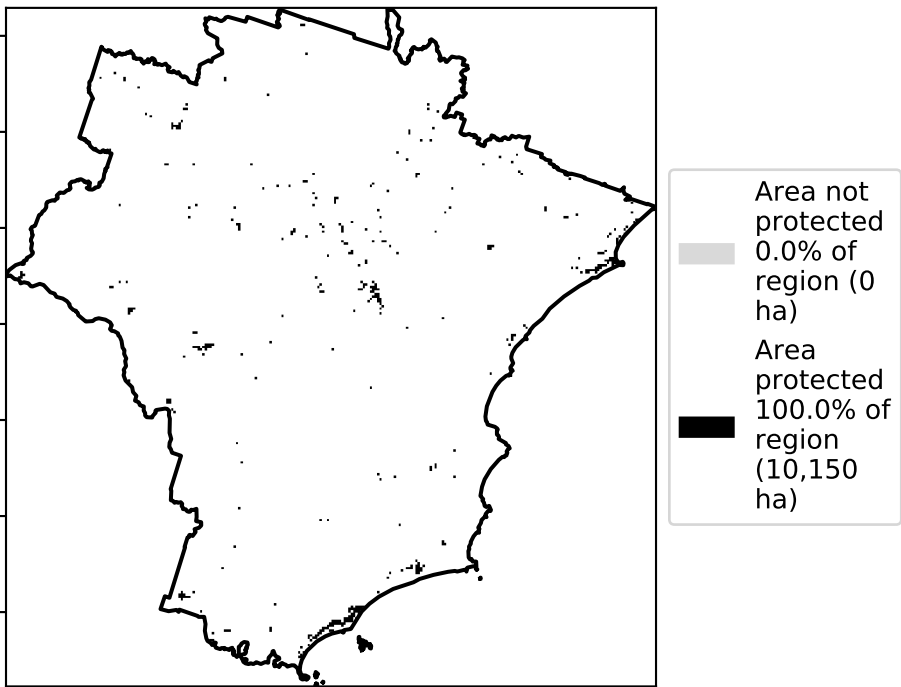 Area not
protected
0.0% of
region (0
ha)
Area
protected
100.0% of
region
(10,150
ha)